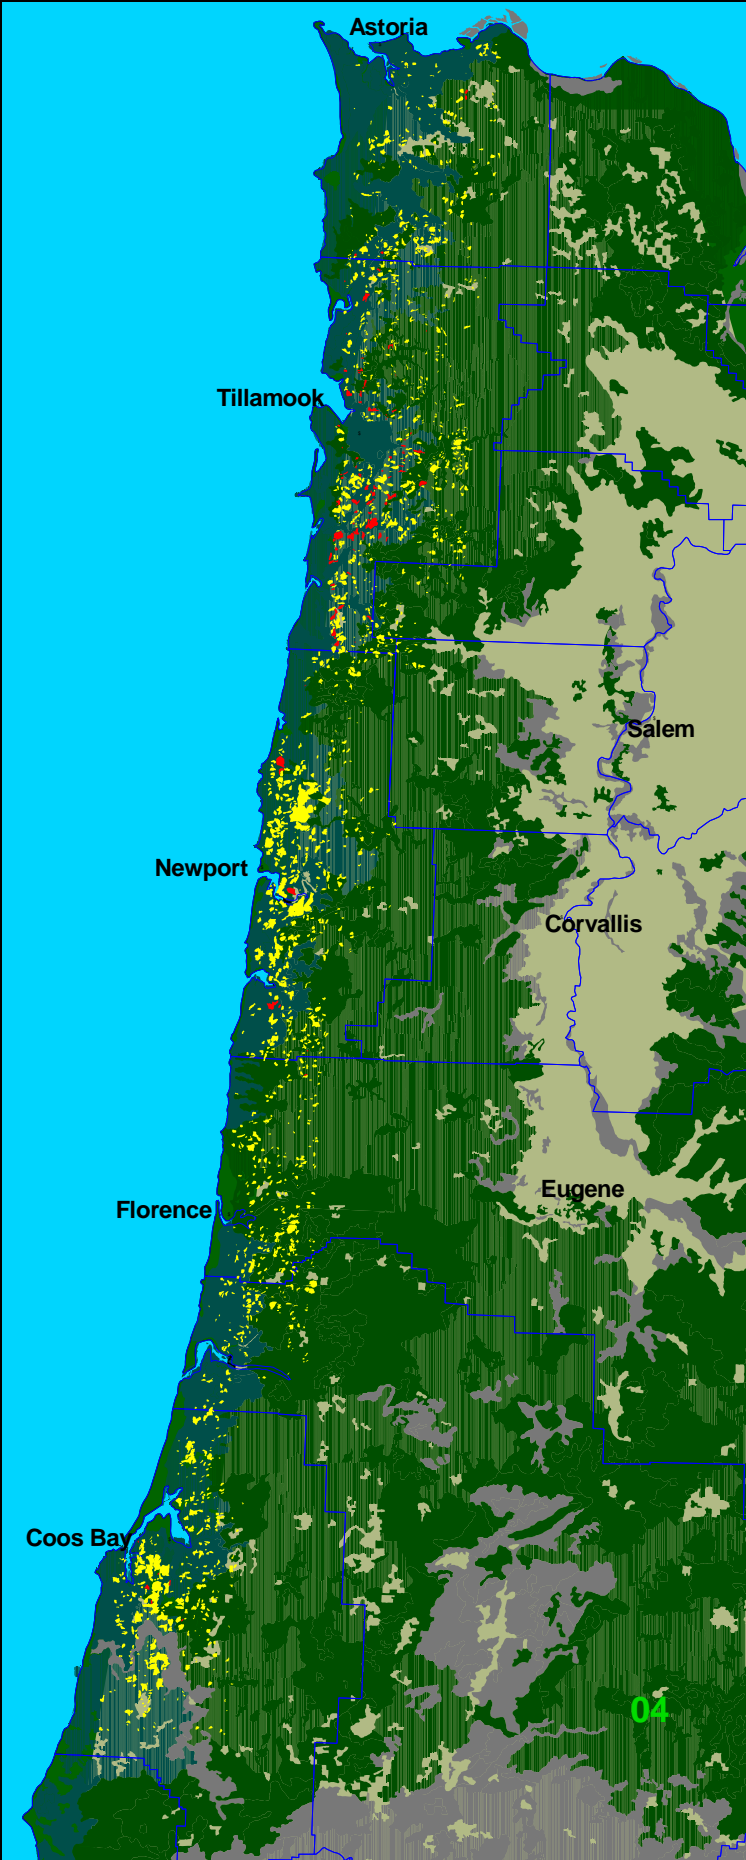 Astoria
Tillamook
Salem
Newport
Corvallis
Eugene
Florence
Coos Bay
04